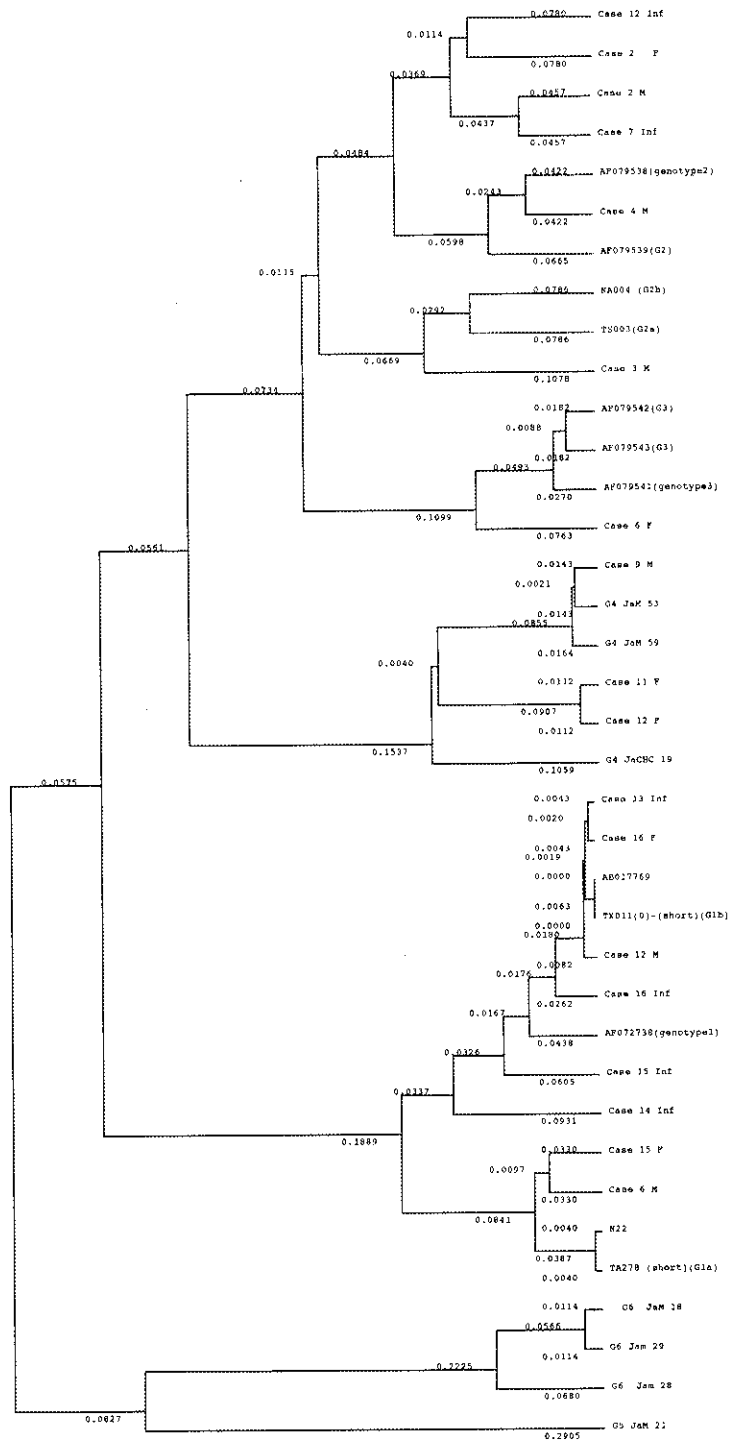 0.0780 Case 12 Inf
0.0114
Case 2 F
0.0780
0.0369
0.0457 Case 2 M
0.0437
Case 7 Inf
0.0457
0.0484
0.0422 AF079538(genotype2)
0.0243
Case 4 M
0.0422
0.0598
AF079539(G2)
0.0665
0.0115
0.0786 NA004 (G2b)
0.0292
TS003(G2a)
0.0786
0.0669
Case 3 M
0.1078
0.0734
0.0182 AF079542(G3)
0.0088
AF079543(G3)
0.0182
0.0493
AF079541(genotype3)
0.0270
0.1099
Case 6 F
0.0763
0.0561
0.0143 Case 9 M
0.0021
G4 JaM 53
0.0143
0.0855
G4 JaM 59
0.0164
0.0040
Case 11 F
0.0907
Case 12 F
0.0112
0.1537
G4 JaCHC 19
0.1059
0.0575
0.0043 Case 13 Inf
0.0020
Case 16 F
0.0043
0.0019
0.0000 AB017769
0.0063
TXD11(0)-(short)(G1b)
0.0000
0.0180
Case 12 M
0.0082
0.0176
Case 16 Inf
0.0262
0.0167
AF072738(genotype1)
0.0438
0.0326
Case 15 Inf
0.0605
0.0337
Case 14 Inf
0.0931
0.1889
0.0330 Case 15 F
0.0097
Case 6 M
0.0330
0.0841
0.0040 N22
0.0387
TA278 (short)(G1a)
0.0040
0.0114 G6 JaM 18
0.0566
G6 Jam 29
0.0114
0.2225
G6 Jam 28
0.0680
0.0627
G5 JaM 21
0.2905